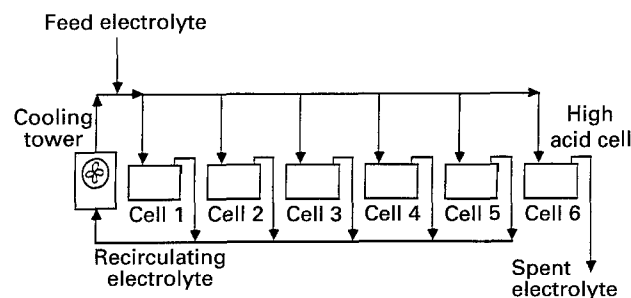 Feed electrolyte
Cooling
tower
High
acid cell
Cell 1
Cell 2
Cell 3
Cell 4
Cell 5
Cell 6
Recirculating
electrolyte
Spent
electrolyte